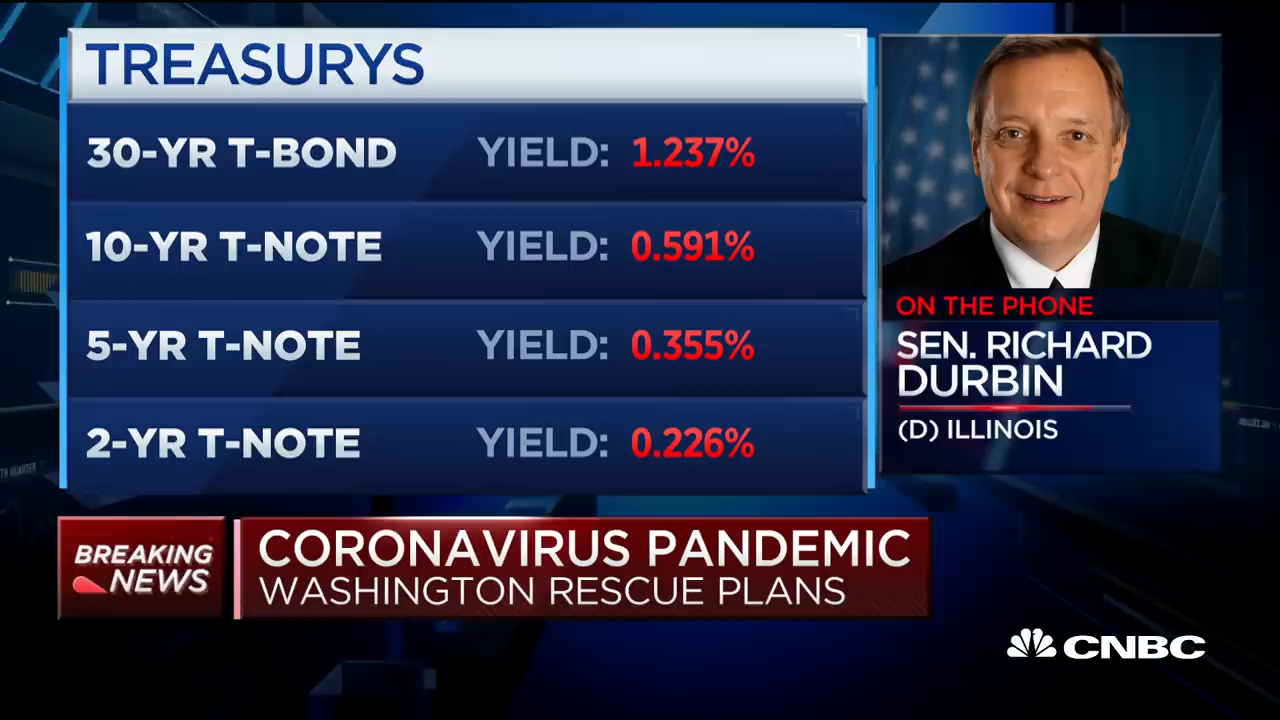 TREASURYS
30-YR T-BOND YIELD: 1.237%
10-YR T-NOTE YIELD: 0.591%
5-YR T-NOTE YIELD: 0.355%
2-YR T-NOTE YIELD: 0.226%
ON THE PHONE
SEN. RICHARD
DURBIN
(D) ILLINOIS
BREAKING
NEWS
CORONAVIRUS PANDEMIC
WASHINGTON RESCUE PLANS
CNBC
TH QUARTER